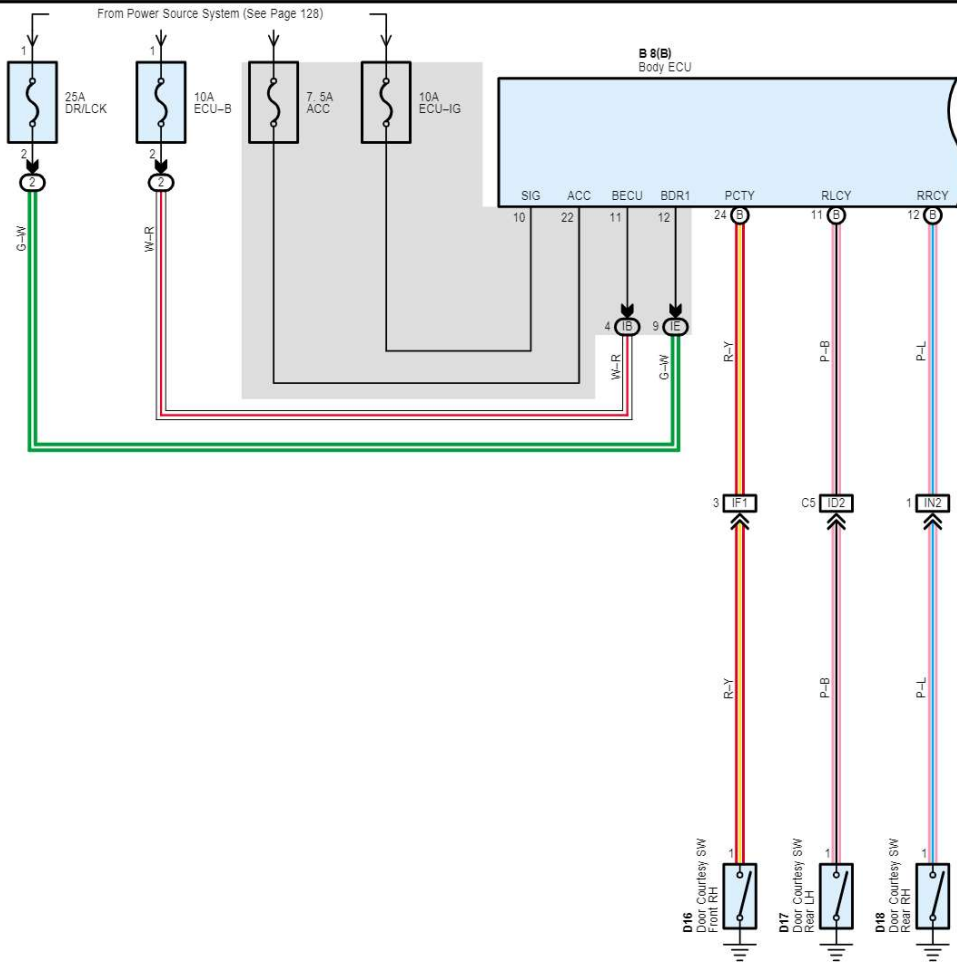 From Power Source System (See Page 128)
1
25A
DR/LCK
2
2
1
10A
ECU–B
2
2
7. 5A
ACC
10A
ECU–IG
B 8(B)
Body ECU
SIG
ACC
BECU
BDR1
PCTY
RLCY
RRCY
10
22
11
12
24
B
11
B
12
B
G–W
W–R
4
IB
9
IE
W–R
G–W
R–Y
P–B
P–L
3
IF1
C5
ID2
1
IN2
R–Y
P–B
P–L
1
1
1
D16
Door Courtesy SW
Front RH
D17
Door Courtesy SW
Rear LH
D18
Door Courtesy SW
Rear RH